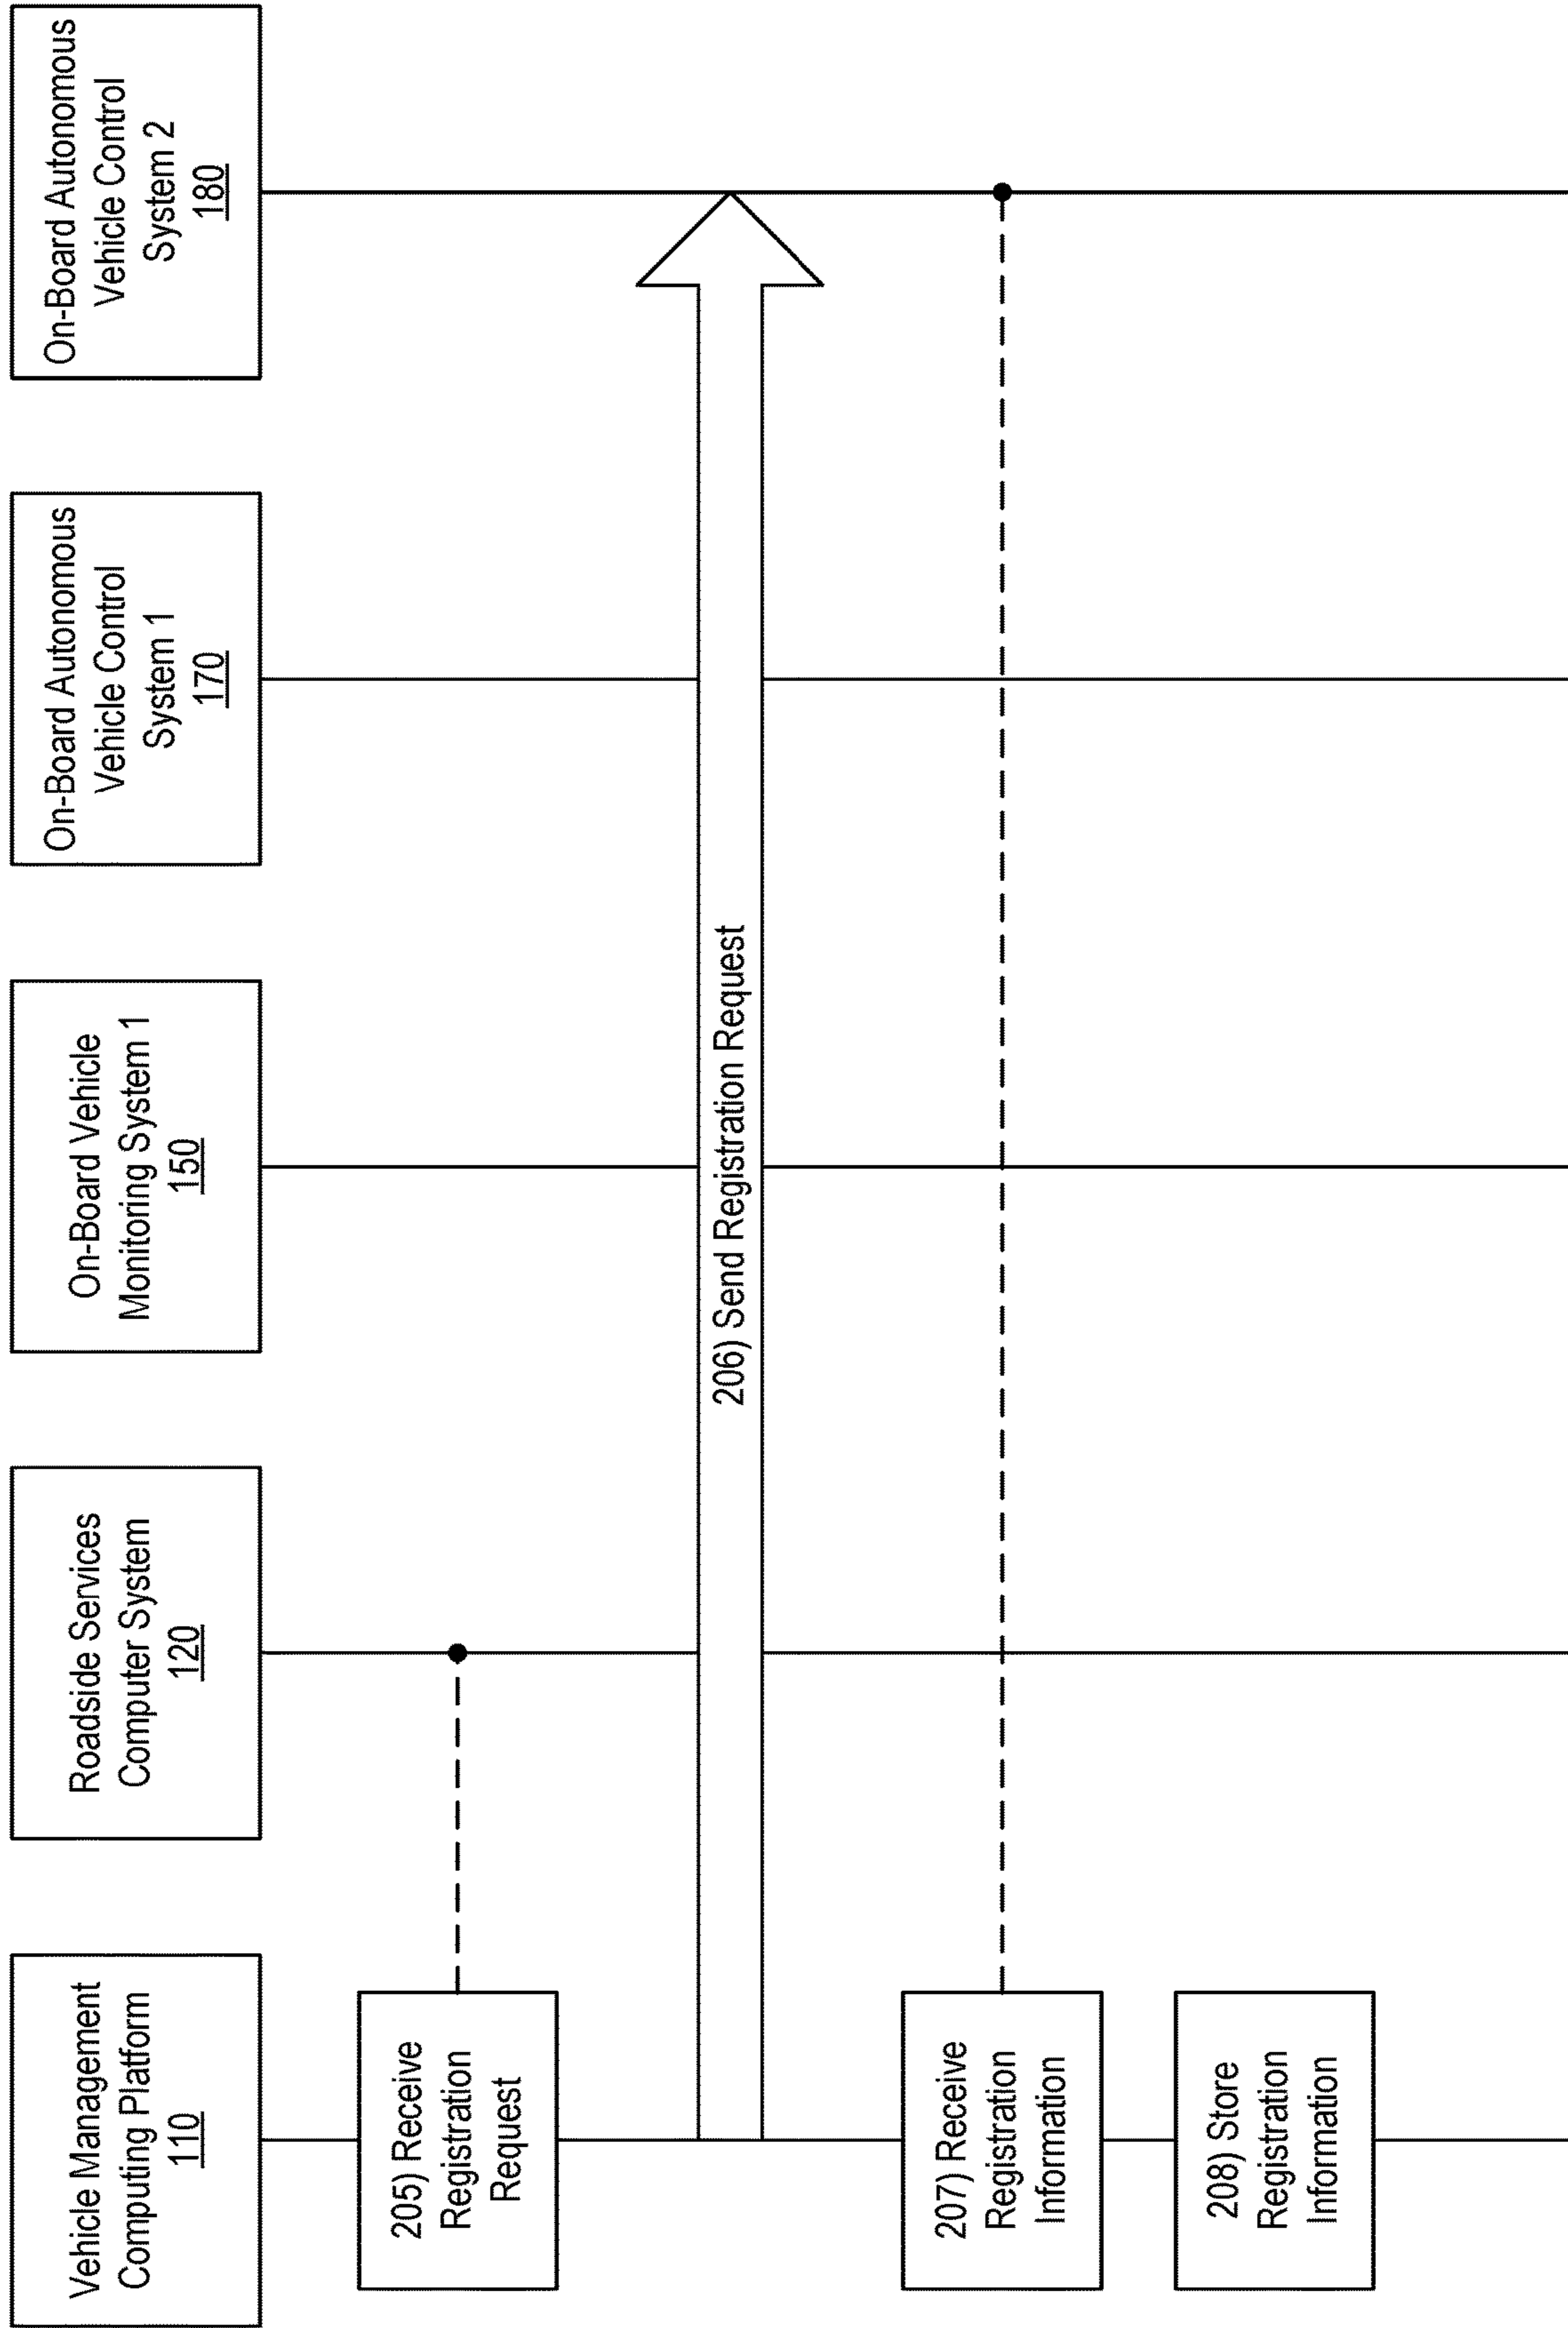 Vehicle Management
Computing Platform
110
Roadside Services
Computer System
120
On-Board Vehicle
Monitoring System 1
150
On-Board Autonomous
Vehicle Control
System 1
170
On-Board Autonomous
Vehicle Control
System 2
180
205) Receive
Registration
Request
206) Send Registration Request
207) Receive
Registration
Information
208) Store
Registration
Information